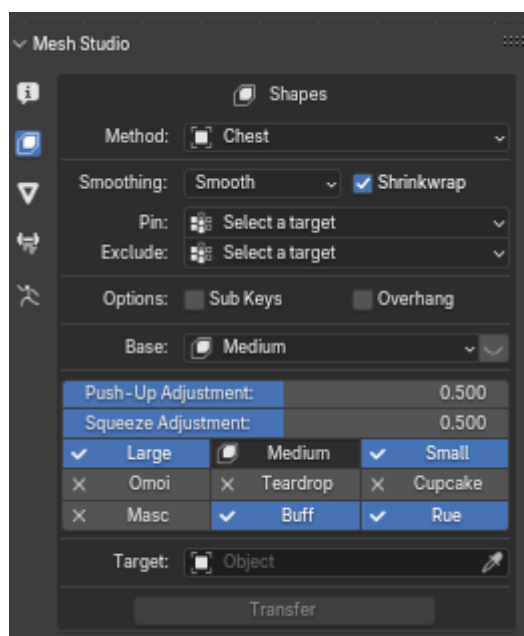 Mesh Studio
Shapes
Method: Chest
Smoothing: Smooth Shrinkwrap
Pin: Select a target
Exclude: Select a target
Options: Sub Keys Overhang
Base: Medium
Push-Up Adjustment: 0.500
Squeeze Adjustment: 0.500
Large Medium Small
Omoi Teardrop Cupcake
Masc Buff Rue
Target: Object
Transfer